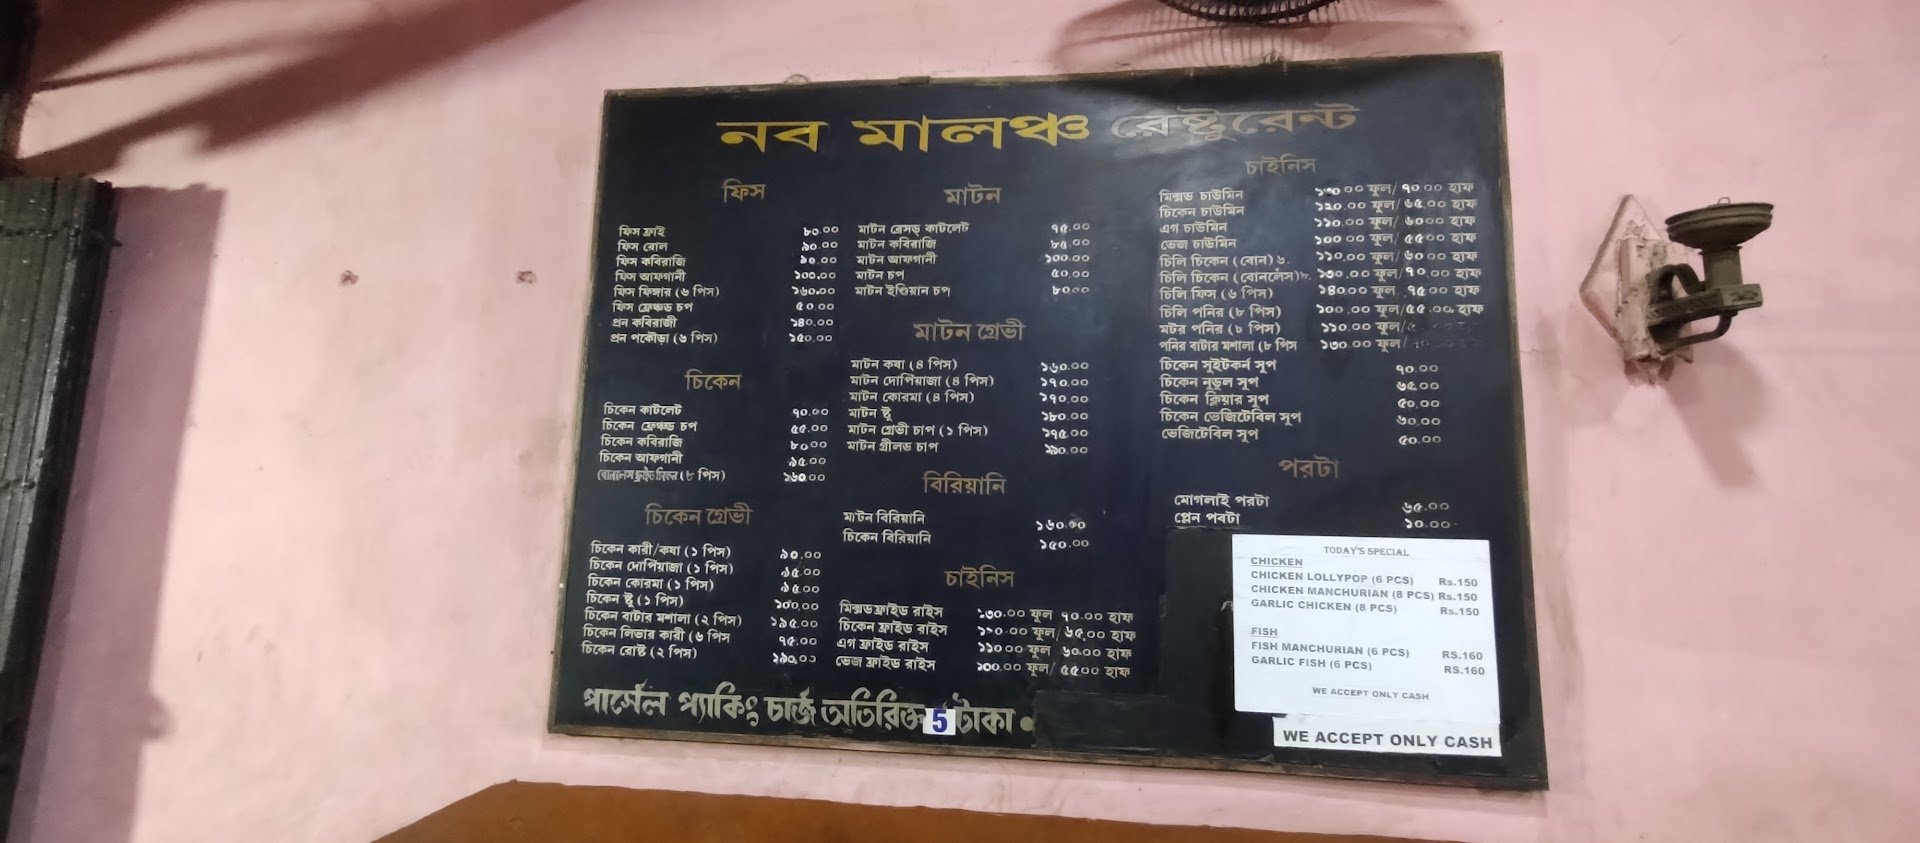 নব মালঞ্চ রেষ্টুরেন্ট
ফিস
ফিস ফ্রাই ৮০.০০
ফিস রোল ৯০.০০
ফিস কবিরাজি ৯০.০০
ফিস আফগানী ১০০.০০
ফিস ফিঙ্গার (৬ পিস) ১৬০.০০
ফিস ফ্রেঞ্চড চপ ৫০.০০
প্রন কবিরাজী ১৪০.০০
প্রন পকৌড়া (৬ পিস) ১৫০.০০
চিকেন
চিকেন কাটলেট ৭০.০০
চিকেন ফ্রেঞ্চড চপ ৫৫.০০
চিকেন কবিরাজি ৮০.০০
চিকেন আফগানী ৯৫.০০
(৮ পিস) ১৬০.০০
চিকেন গ্রেভী
চিকেন কারী/কষা (১ পিস) ৯০.০০
চিকেন দোপিয়াজা (১ পিস) ৯৫.০০
চিকেন কোরমা (১ পিস) ৯৫.০০
চিকেন ষ্টু (১ পিস) ১০০.০০
চিকেন বাটার মশালা (২ পিস) ১৯৫.০০
চিকেন লিভার কারী (৬ পিস ৭৫.০০
চিকেন রোষ্ট (২ পিস) ১৯০.০০
মাটন
মাটন ব্রেসড্ কাটলেট ৭৫.০০
মাটন কবিরাজি ৮৫.০০
মাটন আফগানী ১০০.০০
মাটন চপ ৫০.০০
মাটন ইণ্ডিয়ান চপ ৮০.০০
মাটন গ্রেভী
মাটন কষা (৪ পিস) ১৬০.০০
মাটন দোপিয়াজা (৪ পিস) ১৭০.০০
মাটন কোরমা (৪ পিস) ১৭০.০০
মাটন ষ্টু ১৮০.০০
মাটন গ্রেভী চাপ (১ পিস) ১৭৫.০০
মাটন গ্রীলড চাপ ১৯০.০০
বিরিয়ানি
মাটন বিরিয়ানি ১৬০.০০
চিকেন বিরিয়ানি ১৫০.০০
চাইনিস
মিক্সড ফ্রাইড রাইস ১৩০.০০ ফুল ৭০.০০ হাফ
চিকেন ফ্রাইড রাইস ফুল/ ৬৫.০০ হাফ
এগ ফ্রাইড রাইস ১১০.০০ ফুল ৬০.০০ হাফ
ভেজ ফ্রাইড রাইস ১০০.০০ ফুল/ ৫৫.০০ হাফ
চাইনিস
মিক্সড চাউমিন ১৩০.০০ ফুল/ ৭০.০০ হাফ
চিকেন চাউমিন ১২০.০০ ফুল/ ৬৫.০০ হাফ
এগ চাউমিন ১১০.০০ ফুল/ ৬০.০০ হাফ
ভেজ চাউমিন ১০০.০০ ফুল/ ৫৫.০০ হাফ
চিলি চিকেন (বোন) ৬. ১১০.০০ ফুল/ ৬০.০০ হাফ
চিলি চিকেন (বোনলেস) ৮. ১৩০.০০ ফুল/ ৭০.০০ হাফ
চিলি ফিস (৬ পিস) ১৪০.০০ ফুল ৭৫.০০ হাফ
চিলি পনির (৮ পিস) ১০০.০০ ফুল/ ৫৫.০০ হাফ
মটর পনির (৮ পিস) ১১০.০০ ফুল/
পনির বাটার মশালা (৮ পিস ১৩০.০০ ফুল/
চিকেন সুইটকর্ন সুপ ৭০.০০
চিকেন নুডুল সুপ ৬৫.০০
চিকেন ক্লিয়ার সুপ ৫০.০০
চিকেন ভেজিটেবিল সুপ ৬০.০০
ভেজিটেবিল সুপ ৫০.০০
পরটা
মোগলাই পরটা ৬৫.০০
প্লেন পরটা ১০.০০
TODAY'S SPECIAL
CHICKEN
CHICKEN LOLLYPOP (6 PCS) Rs.150
CHICKEN MANCHURIAN (8 PCS) Rs.150
GARLIC CHICKEN (8 PCS) Rs.150
FISH
FISH MANCHURIAN (6 PCS) RS.160
GARLIC FISH (6 PCS) RS.160
WE ACCEPT ONLY CASH
WE ACCEPT ONLY CASH
পার্সেল প্যাকিং চার্জ অতিরিক্ত 5 টাকা